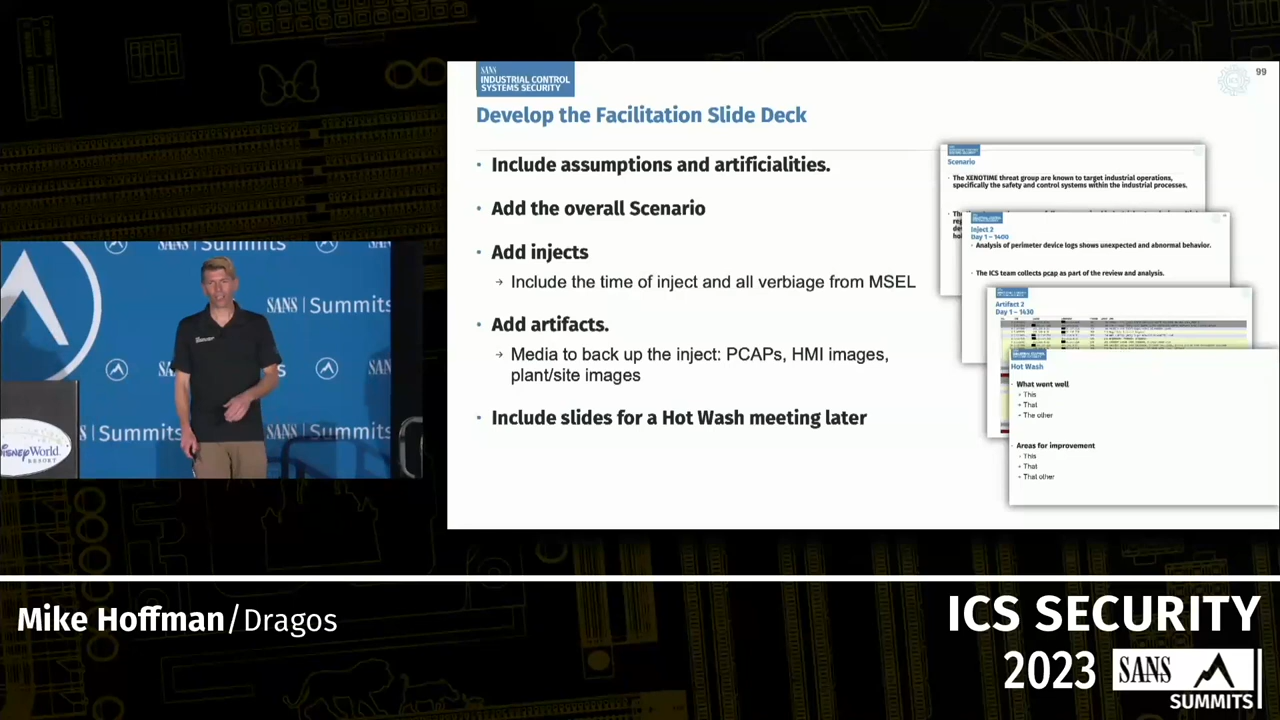 SANS
INDUSTRIAL CONTROL
SYSTEMS SECURITY
ICS
99
Develop the Facilitation Slide Deck
• Include assumptions and artificialities.
• Add the overall Scenario
• Add injects
→ Include the time of inject and all verbiage from MSEL
• Add artifacts.
→ Media to back up the inject: PCAPs, HMI images,
plant/site images
• Include slides for a Hot Wash meeting later
Scenario
The XENOTIME threat group are known to target industrial operations,
specifically the safety and control systems within the industrial processes.
Inject 2
Day 1 – 1400
Analysis of perimeter device logs shows unexpected and abnormal behavior.
The ICS team collects pcap as part of the review and analysis.
Artifact 2
Day 1 – 1430
Hot Wash
What went well
This
That
The other
Areas for improvement
This
That
That other
SANS Summits
SANS | Summits
S | Summits
SANS | Summits
Disney World
RESORT
Mike Hoffman/Dragos
ICS SECURITY
2023
SANS
SUMMITS